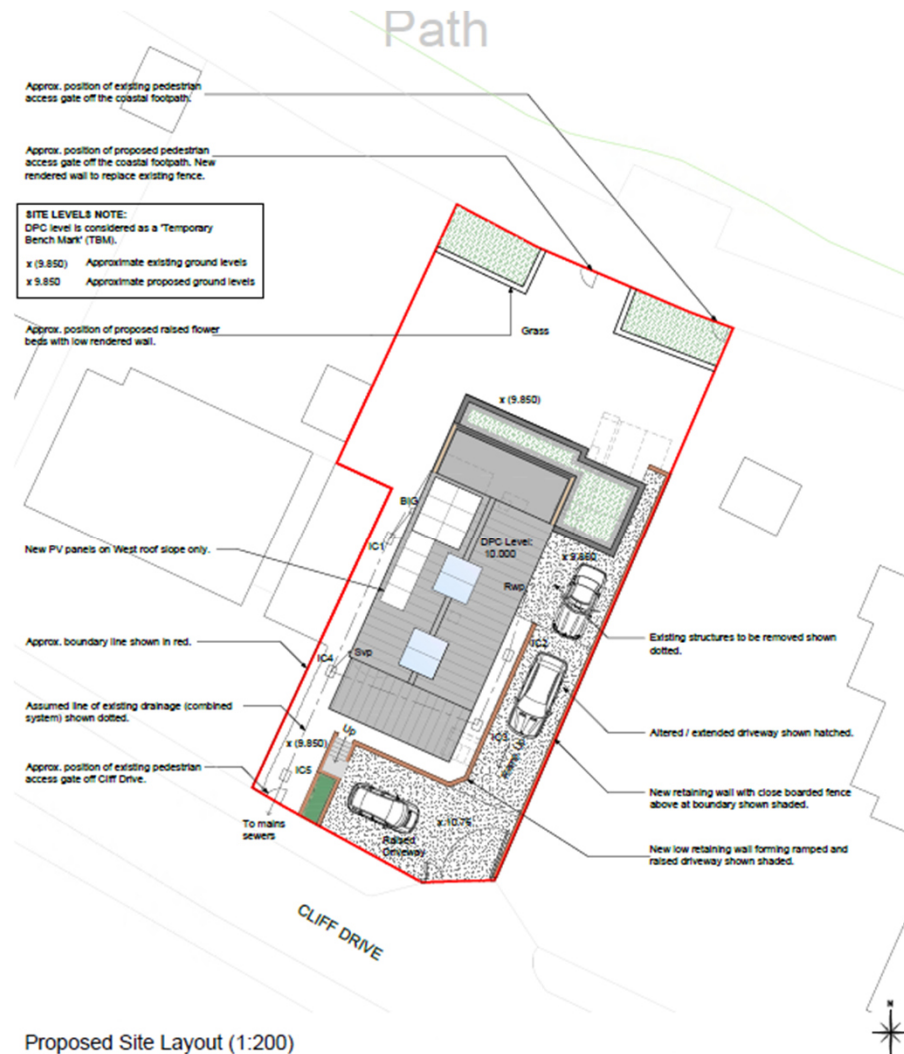 Path
Approx. position of existing pedestrian
access gate off the coastal footpath.
Approx. position of proposed pedestrian
access gate off the coastal footpath. New
rendered wall to replace existing fence.
SITE LEVELS NOTE:
DPC level is considered as a 'Temporary
Bench Mark' (TBM).
x (9.850) Approximate existing ground levels
x 9.850 Approximate proposed ground levels
Approx. position of proposed raised flower
beds with low rendered wall.
Grass
x (9.850)
BIG
IC1
DPC Level:
10.000
New PV panels on West roof slope only.
Rwp
Existing structures to be removed shown
dotted.
Approx. boundary line shown in red.
IC2
Svp
IC4
Assumed line of existing drainage (combined
system) shown dotted.
Up
IC3
Altered / extended driveway shown hatched.
x (9.850)
Approx. position of existing pedestrian
access gate off Cliff Drive.
IC5
New retaining wall with close boarded fence
above at boundary shown shaded.
To mains
sewers
x 10.75
Raised
Driveway
New low retaining wall forming ramped and
raised driveway shown shaded.
CLIFF DRIVE
N
Proposed Site Layout (1:200)